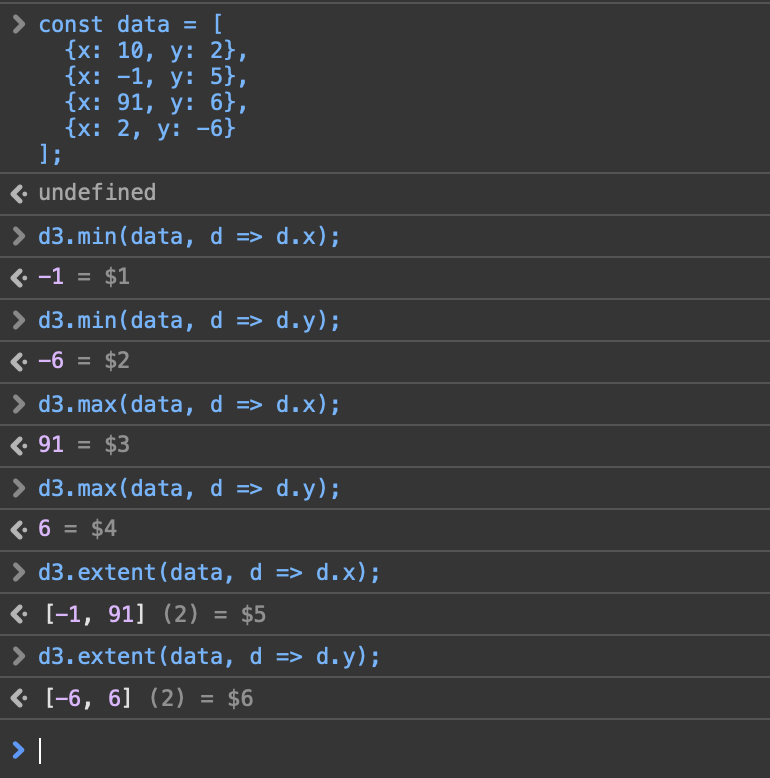 const data = [
  {x: 10, y: 2},
  {x: -1, y: 5},
  {x: 91, y: 6},
  {x: 2, y: -6}
];
undefined
d3.min(data, d => d.x);
-1 = $1
d3.min(data, d => d.y);
-6 = $2
d3.max(data, d => d.x);
91 = $3
d3.max(data, d => d.y);
6 = $4
d3.extent(data, d => d.x);
[-1, 91] (2) = $5
d3.extent(data, d => d.y);
[-6, 6] (2) = $6